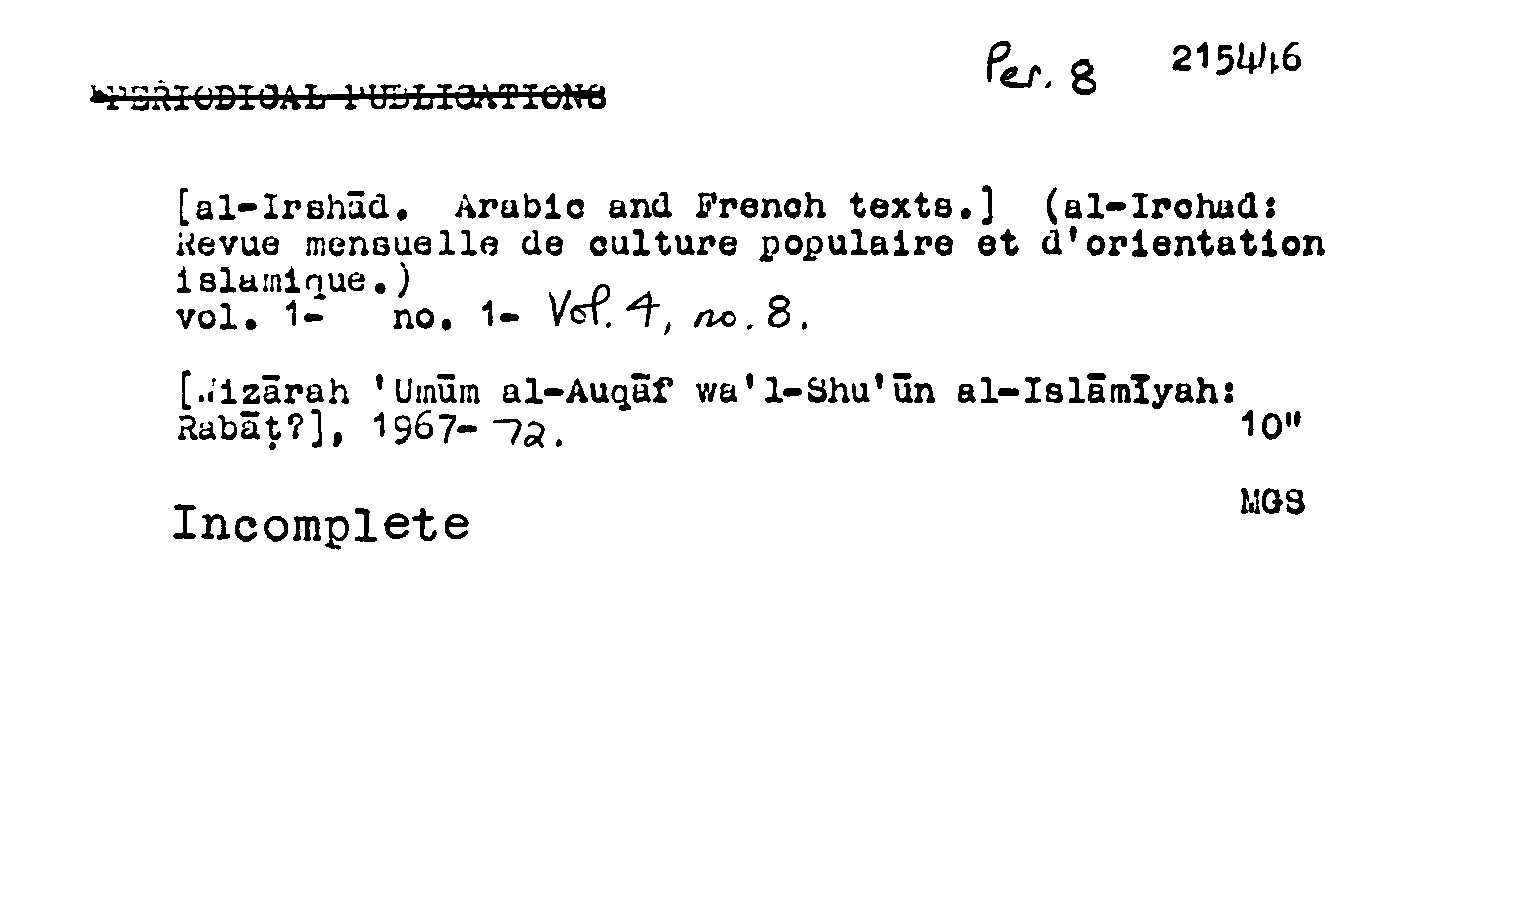 Per. 8 215446
PERIODICAL PUBLICATIONS
[al-Irshād. Arabic and French texts.] (al-Irchad:
Revue mensuelle de culture populaire et d'orientation
islamique.)
vol. 1- no. 1- Vol. 4, no. 8.
[Wizārah 'Umūm al-Auqāf wa'l-Shu'ūn al-Islāmīyah:
Rabāṭ?], 1967-72. 10"
MGS
Incomplete